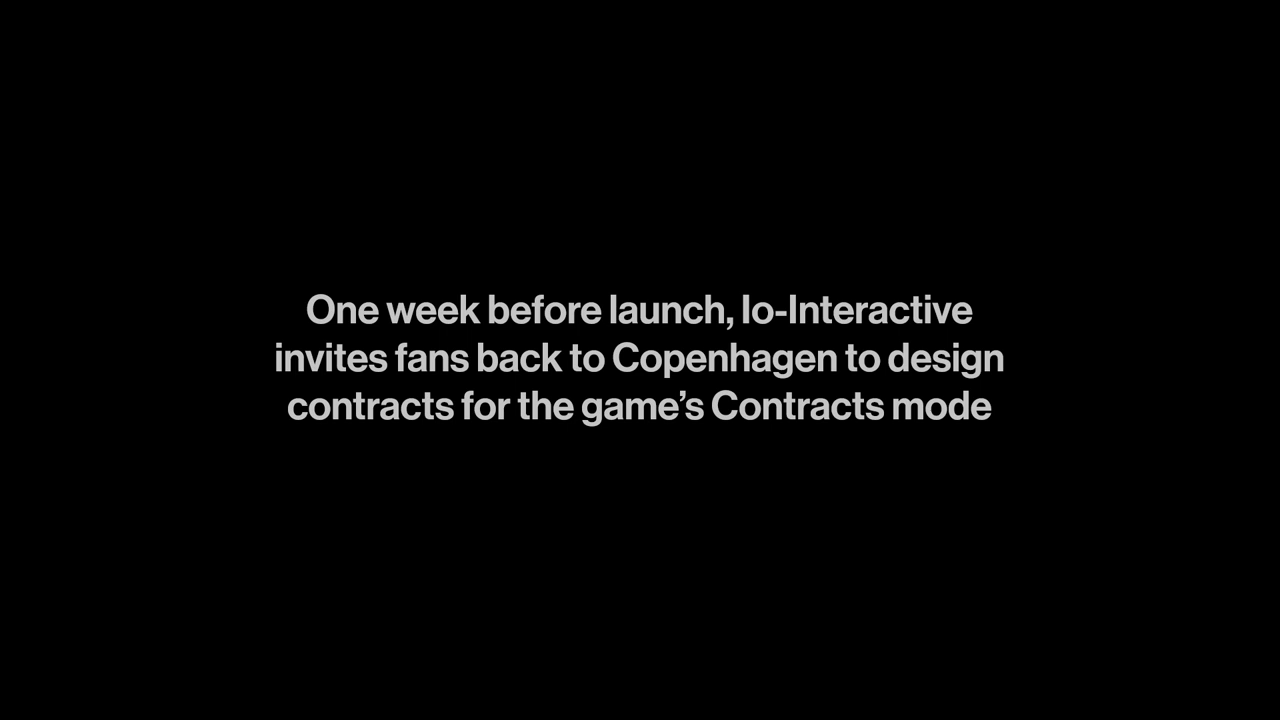 One week before launch, Io-Interactive
invites fans back to Copenhagen to design
contracts for the game’s Contracts mode